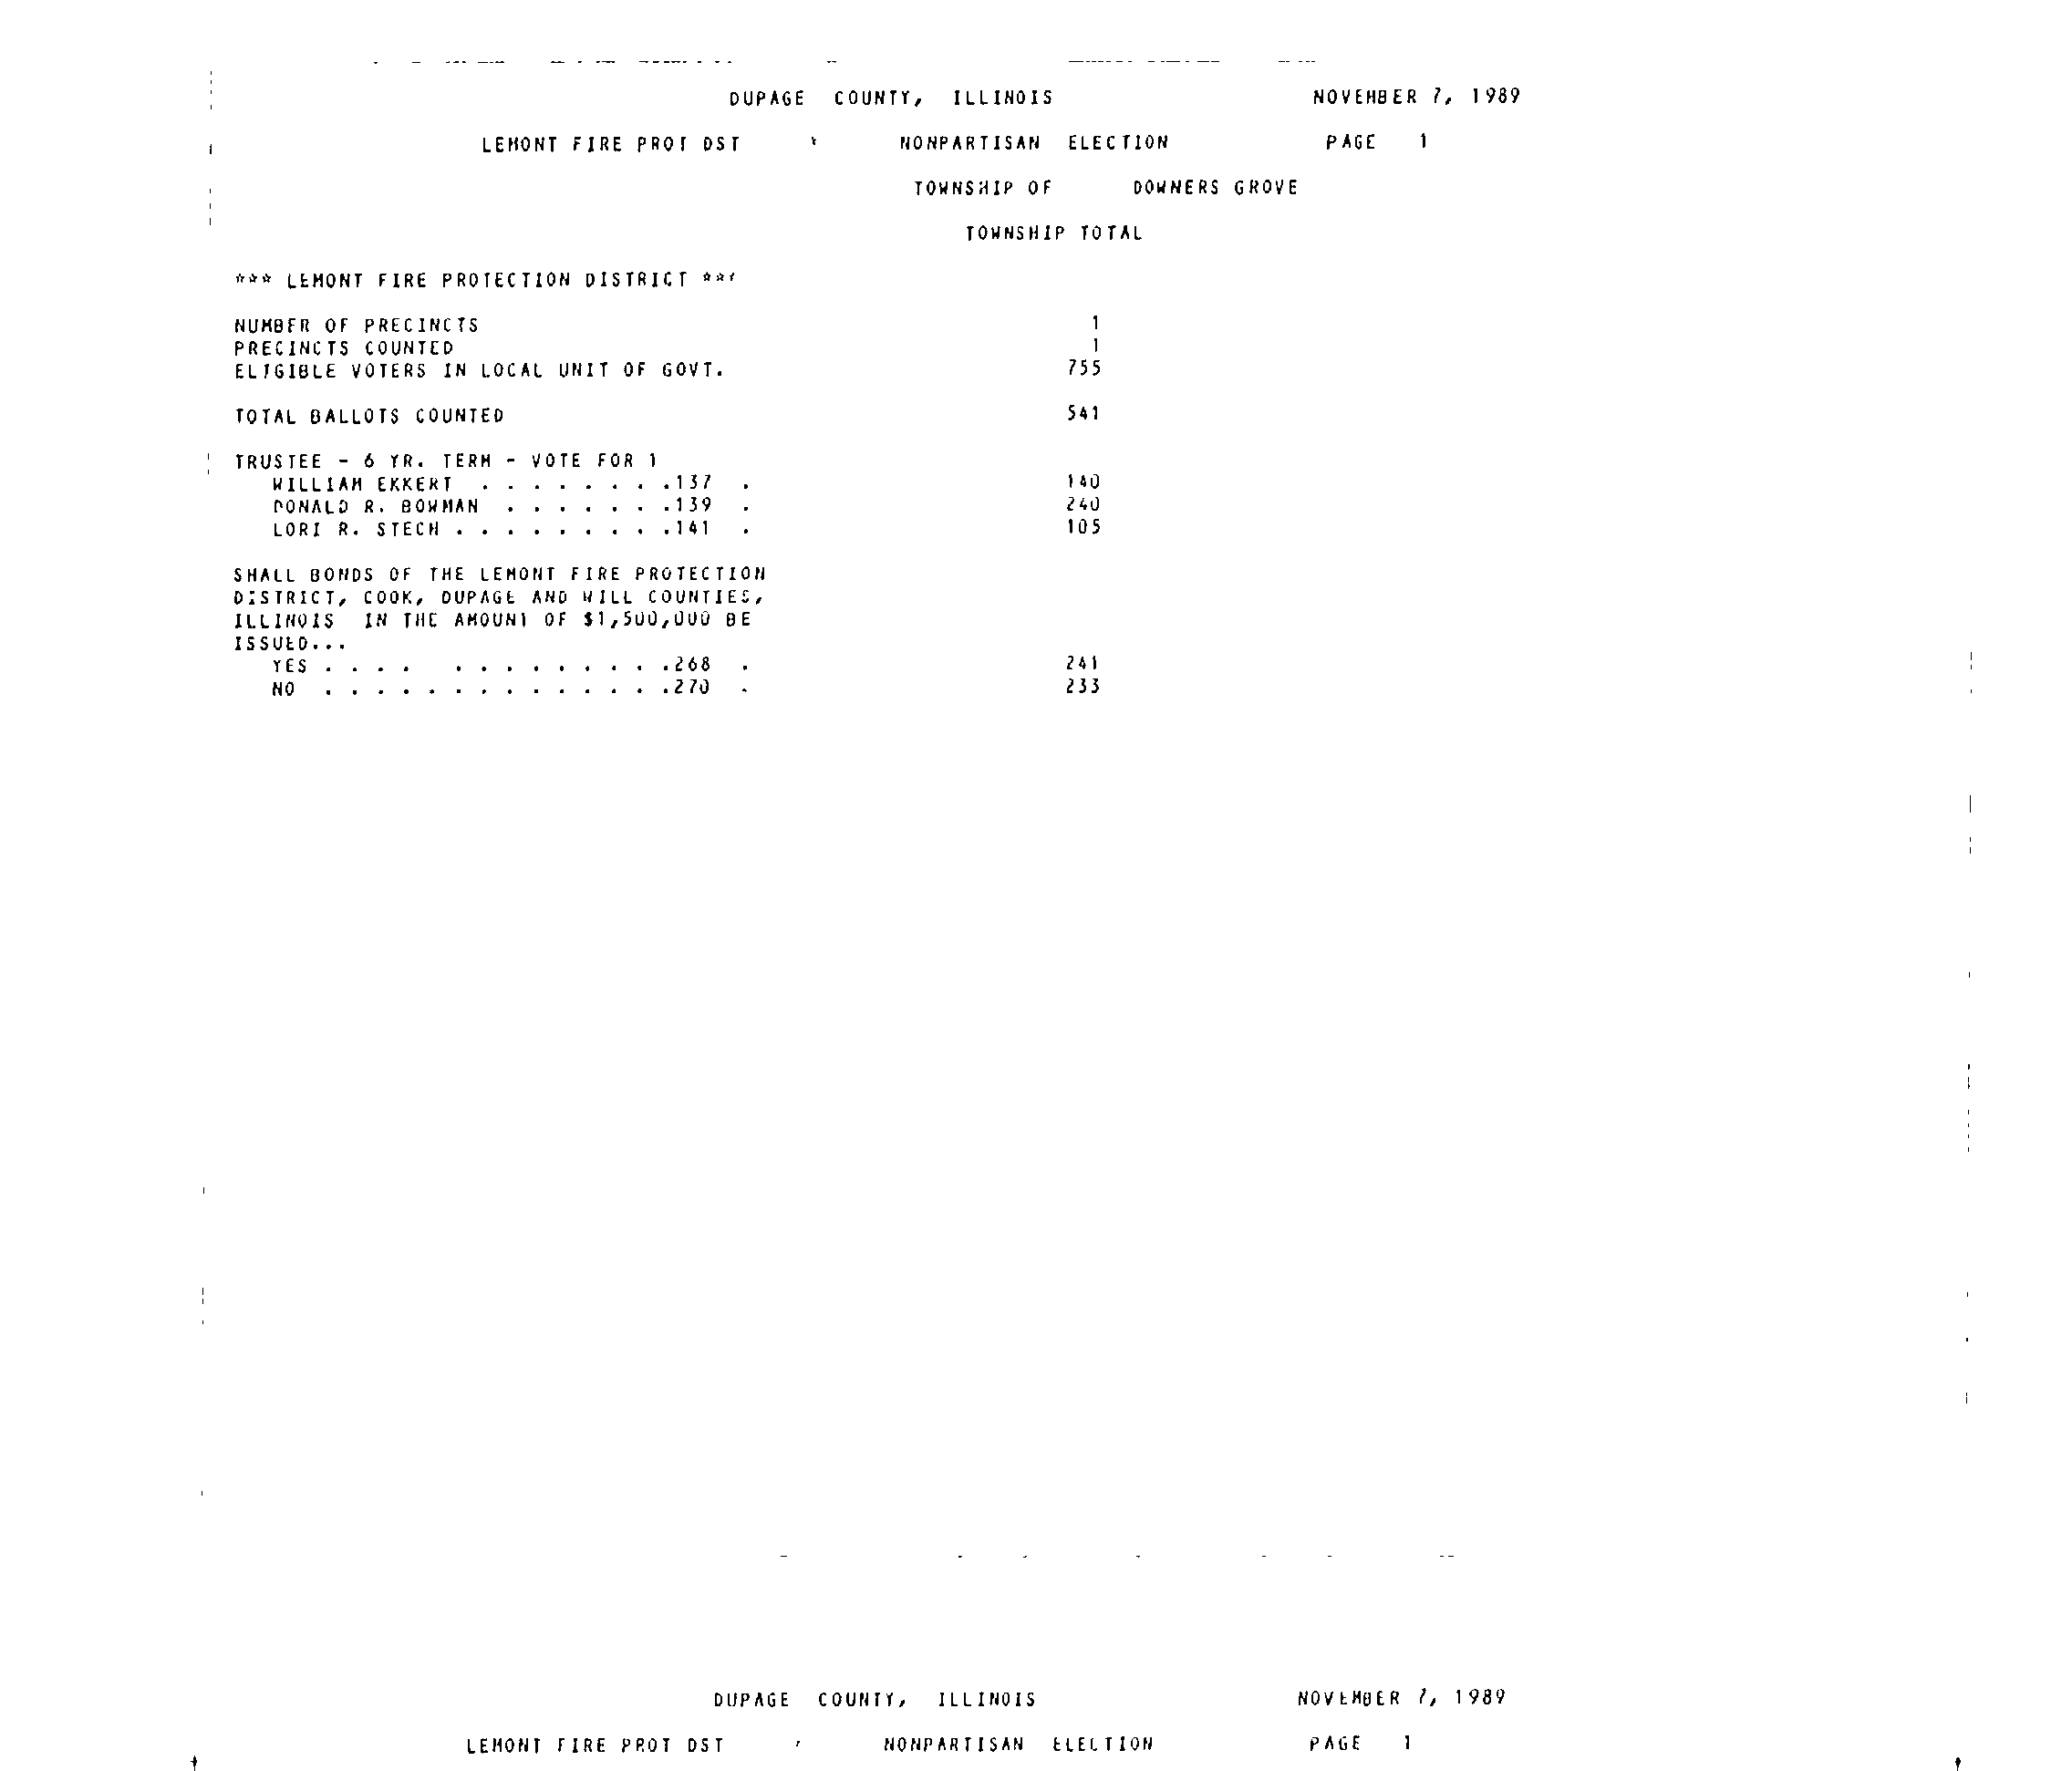 DUPAGE COUNTY, ILLINOIS NOVEMBER 7, 1989
LEMONT FIRE PROT DST NONPARTISAN ELECTION PAGE 1
TOWNSHIP OF DOWNERS GROVE
TOWNSHIP TOTAL
*** LEMONT FIRE PROTECTION DISTRICT ***
NUMBER OF PRECINCTS 1
PRECINCTS COUNTED 1
ELIGIBLE VOTERS IN LOCAL UNIT OF GOVT. 755
TOTAL BALLOTS COUNTED 541
TRUSTEE - 6 YR. TERM - VOTE FOR 1
WILLIAM EKKERT . . . . . . . .137 . 140
DONALD R. BOWMAN . . . . . . .139 . 240
LORI R. STECH . . . . . . . . .141 . 105
SHALL BONDS OF THE LEMONT FIRE PROTECTION
DISTRICT, COOK, DUPAGE AND WILL COUNTIES,
ILLINOIS IN THE AMOUNT OF $1,500,000 BE
ISSUED...
YES . . . . . . . . . . . . .268 . 241
NO . . . . . . . . . . . . . .270 . 233
DUPAGE COUNTY, ILLINOIS NOVEMBER 7, 1989
LEMONT FIRE PROT DST NONPARTISAN ELECTION PAGE 1